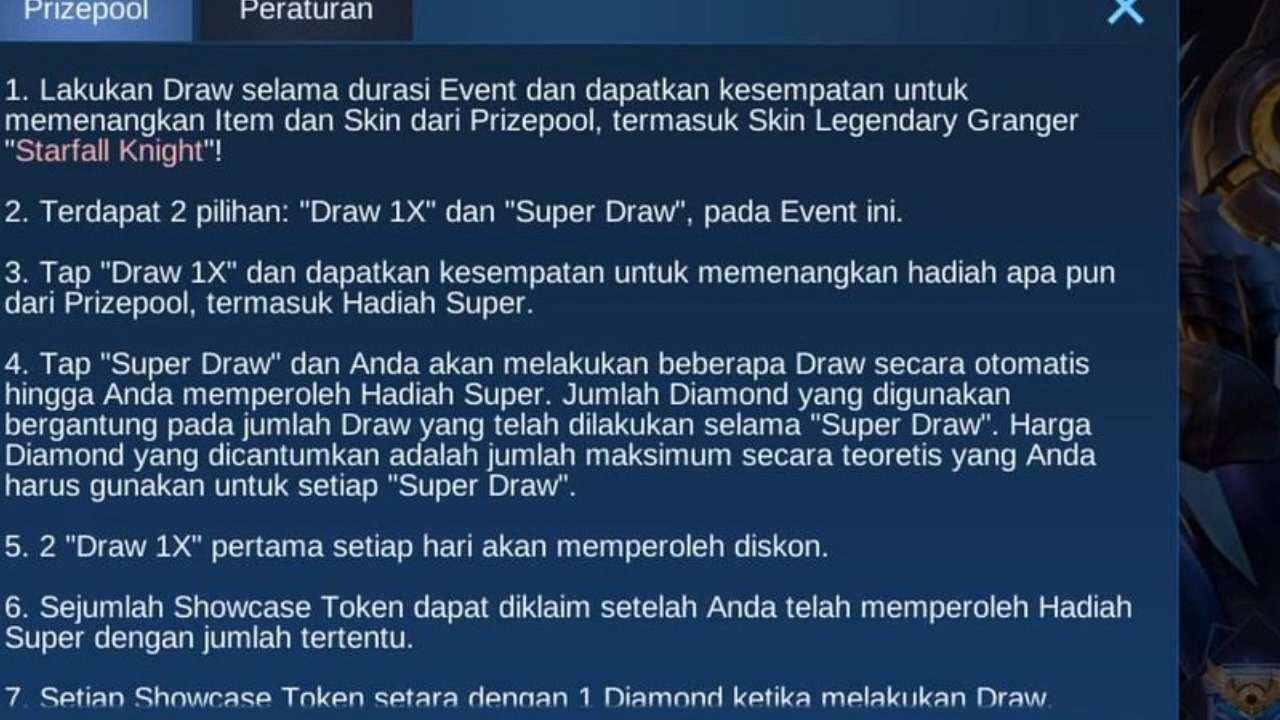 Prizepool
Peraturan
1. Lakukan Draw selama durasi Event dan dapatkan kesempatan untuk
memenangkan Item dan Skin dari Prizepool, termasuk Skin Legendary Granger
"Starfall Knight"!
2. Terdapat 2 pilihan: "Draw 1X" dan "Super Draw", pada Event ini.
3. Tap "Draw 1X" dan dapatkan kesempatan untuk memenangkan hadiah apa pun
dari Prizepool, termasuk Hadiah Super.
4. Tap "Super Draw" dan Anda akan melakukan beberapa Draw secara otomatis
hingga Anda memperoleh Hadiah Super. Jumlah Diamond yang digunakan
bergantung pada jumlah Draw yang telah dilakukan selama "Super Draw". Harga
Diamond yang dicantumkan adalah jumlah maksimum secara teoretis yang Anda
harus gunakan untuk setiap "Super Draw".
5. 2 "Draw 1X" pertama setiap hari akan memperoleh diskon.
6. Sejumlah Showcase Token dapat diklaim setelah Anda telah memperoleh Hadiah
Super dengan jumlah tertentu.
7. Setiap Showcase Token setara dengan 1 Diamond ketika melakukan Draw.